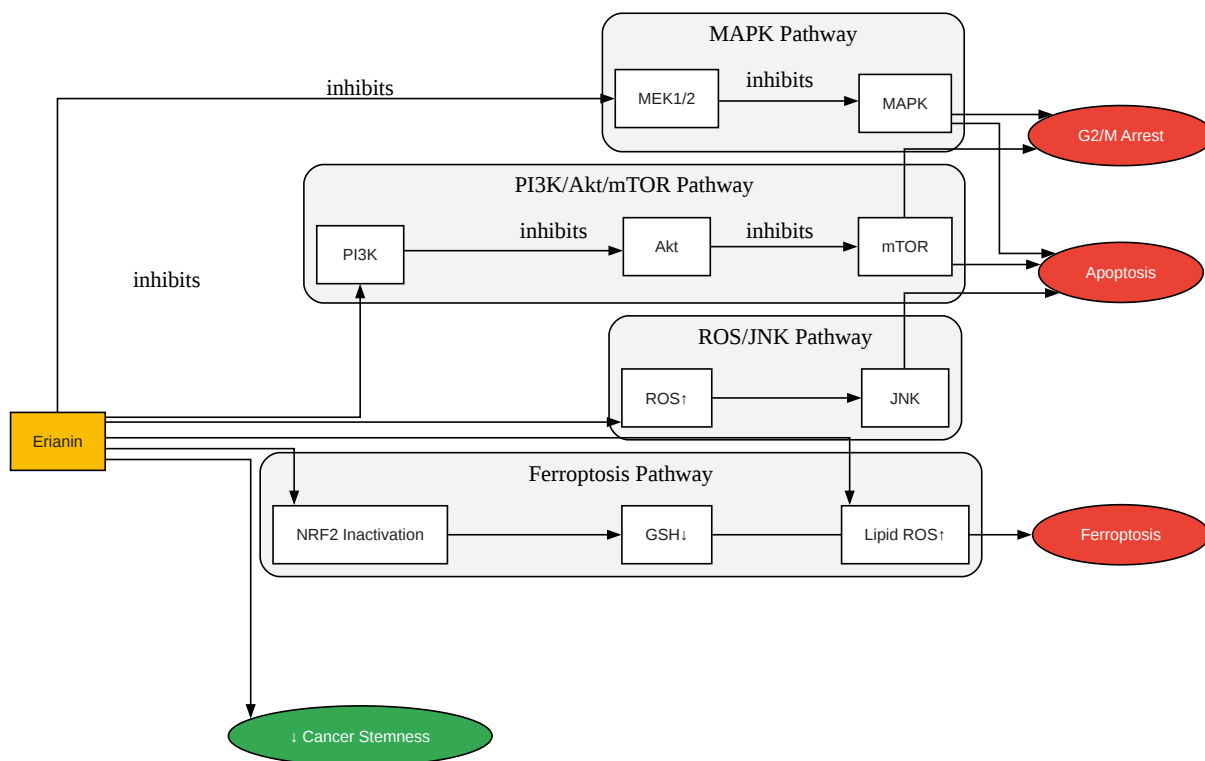 MAPK Pathway
inhibits
MEK1/2
inhibits
MAPK
G2/M Arrest
PI3K/Akt/mTOR Pathway
PI3K
inhibits
Akt
inhibits
mTOR
Apoptosis
inhibits
ROS/JNK Pathway
ROS↑
JNK
Erianin
Ferroptosis Pathway
NRF2 Inactivation
GSH↓
Lipid ROS↑
Ferroptosis
↓ Cancer Stemness